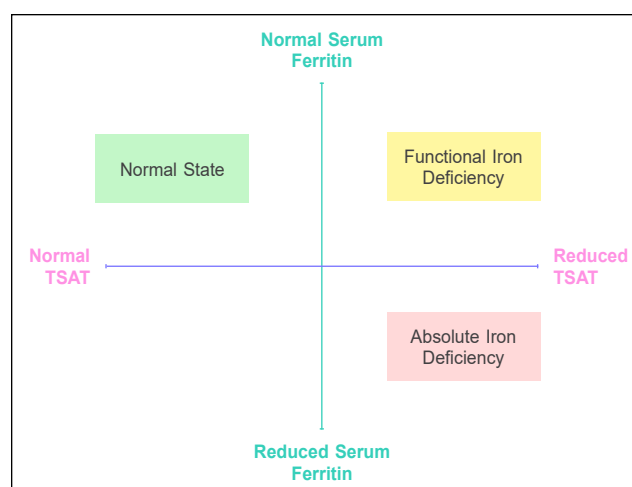 Normal Serum
Ferritin
Normal State
Functional Iron
Deficiency
Normal
TSAT
Reduced
TSAT
Absolute Iron
Deficiency
Reduced Serum
Ferritin